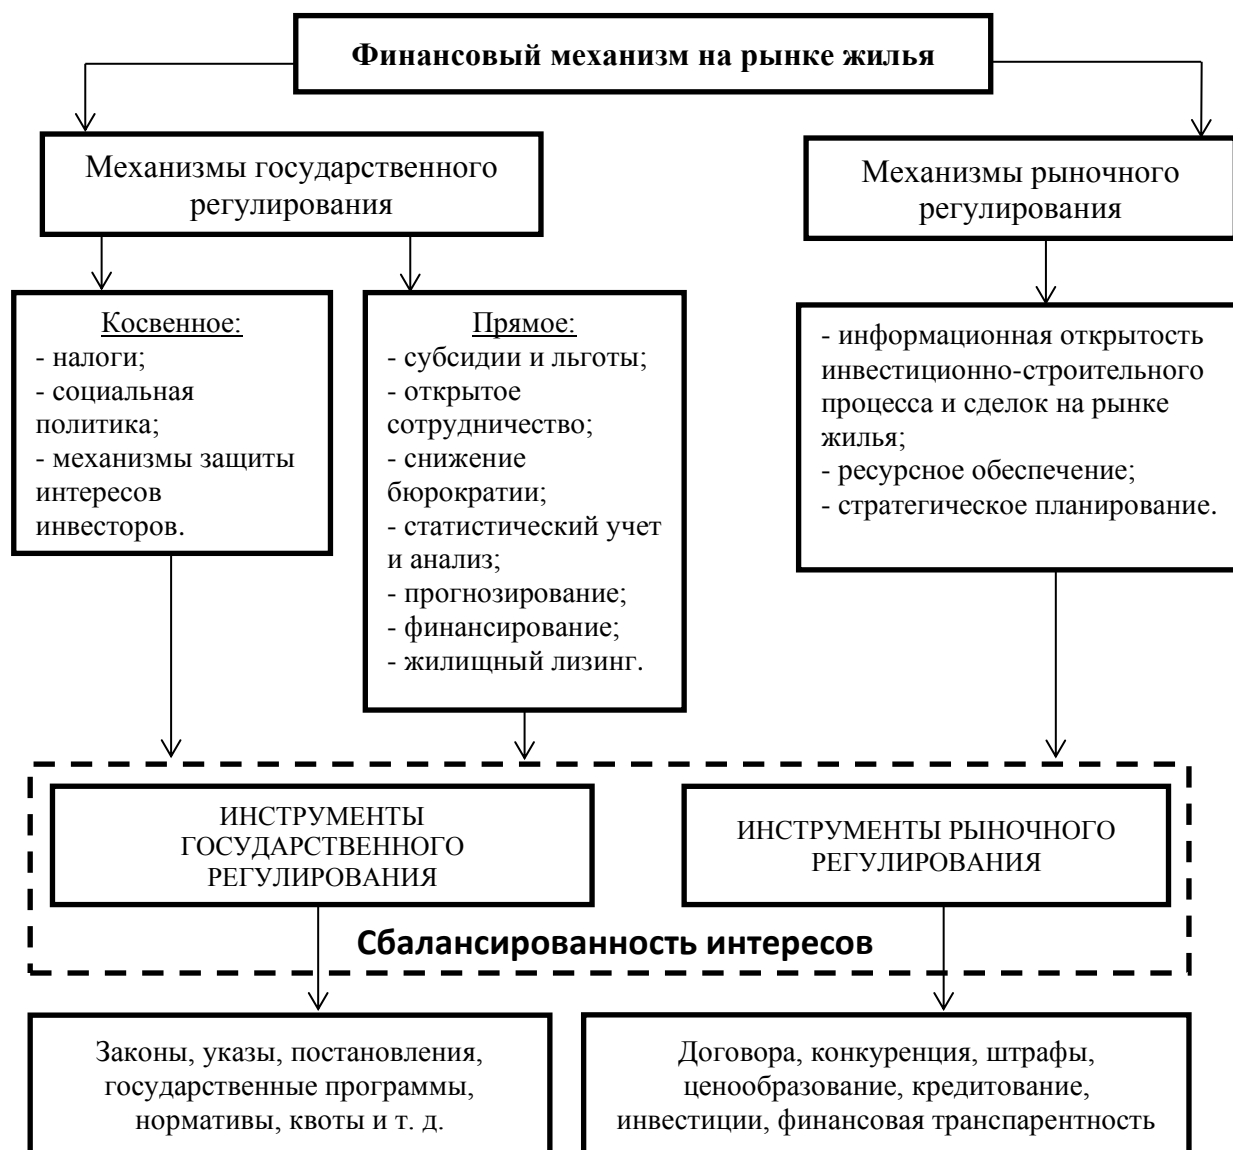 Финансовый механизм на рынке жилья
Механизмы государственного
регулирования
Механизмы рыночного
регулирования
Косвенное:
- налоги;
- социальная
политика;
- механизмы защиты
интересов
инвесторов.
Прямое:
- субсидии и льготы;
- открытое
сотрудничество;
- снижение
бюрократии;
- статистический учет
и анализ;
- прогнозирование;
- финансирование;
- жилищный лизинг.
- информационная открытость
инвестиционно-строительного
процесса и сделок на рынке
жилья;
- ресурсное обеспечение;
- стратегическое планирование.
ИНСТРУМЕНТЫ
ГОСУДАРСТВЕННОГО
РЕГУЛИРОВАНИЯ
ИНСТРУМЕНТЫ РЫНОЧНОГО
РЕГУЛИРОВАНИЯ
Сбалансированность интересов
Законы, указы, постановления,
государственные программы,
нормативы, квоты и т. д.
Договора, конкуренция, штрафы,
ценообразование, кредитование,
инвестиции, финансовая транспарентность